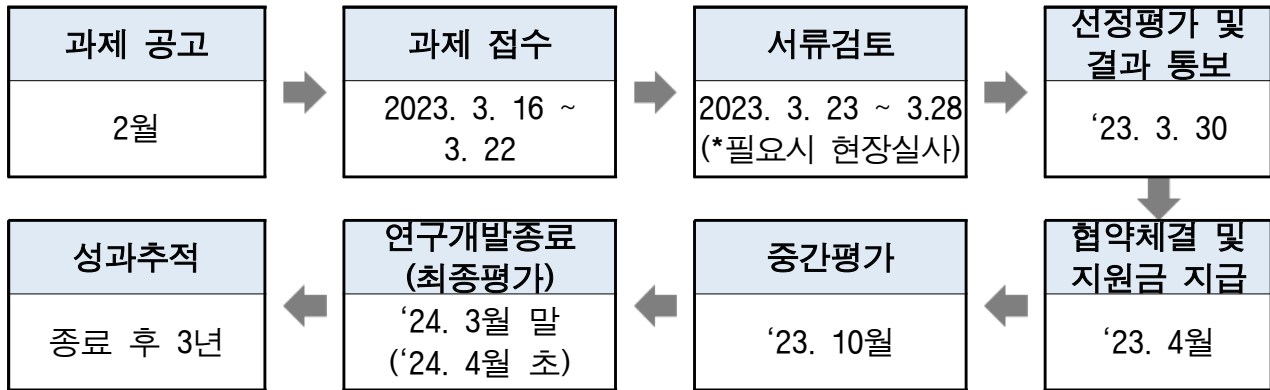 과제 공고
2월
과제 접수
2023. 3. 16 ~
3. 22
서류검토
2023. 3. 23 ~ 3.28
(*필요시 현장실사)
선정평가 및
결과 통보
‘23. 3. 30
협약체결 및
지원금 지급
‘23. 4월
중간평가
‘23. 10월
연구개발종료
(최종평가)
‘24. 3월 말
(‘24. 4월 초)
성과추적
종료 후 3년